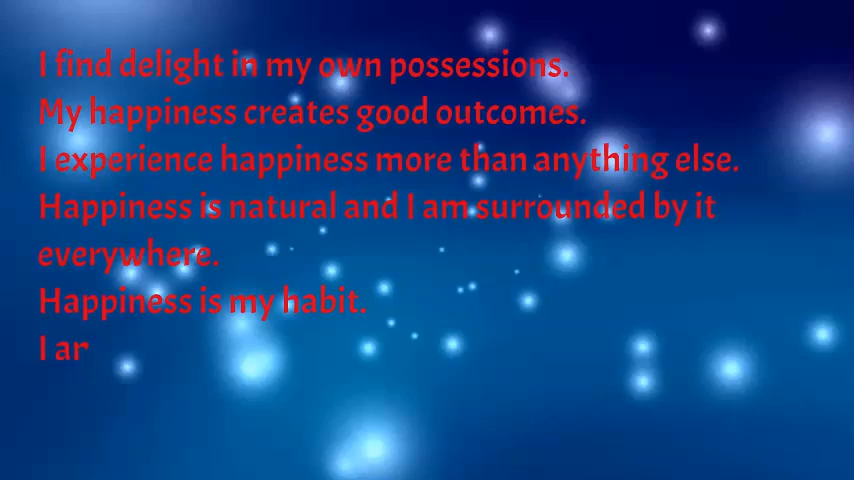 I find delight in my own possessions.
My happiness creates good outcomes.
I experience happiness more than anything else.
Happiness is natural and I am surrounded by it
everywhere.
Happiness is my habit.
I ar